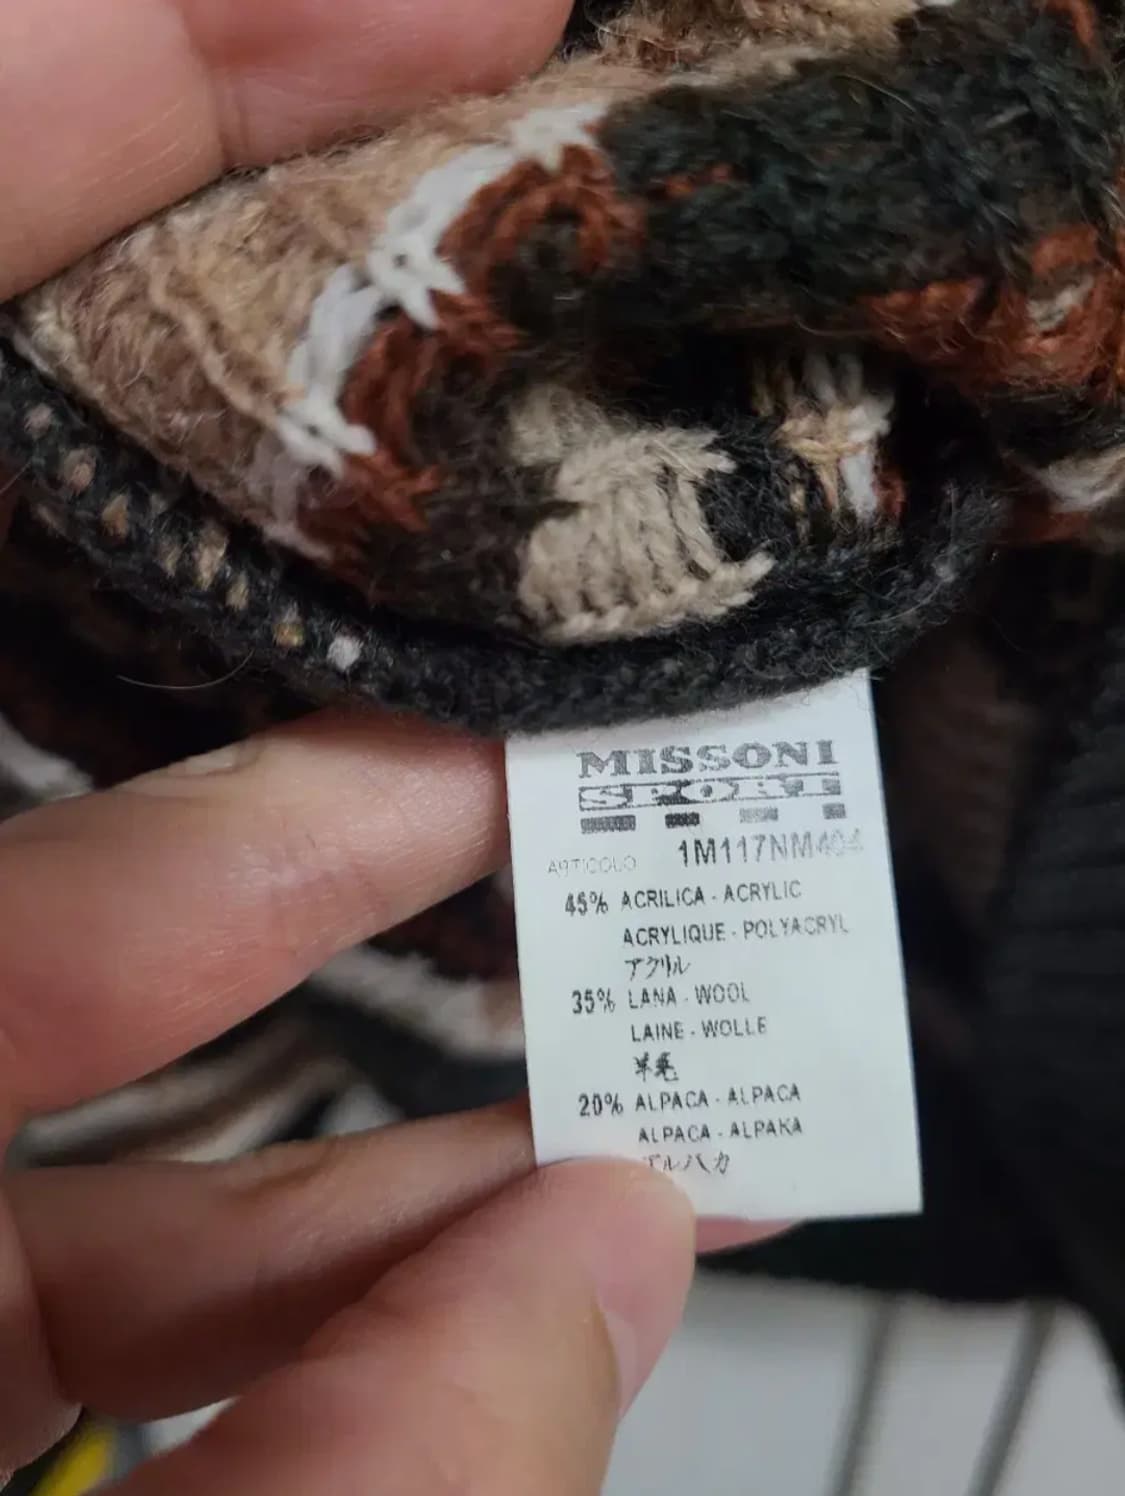 MISSONI
SPORT
ARTICOLO 1M117NM404
45% ACRILICA - ACRYLIC
ACRYLIQUE - POLYACRYL
アクリル
35% LANA - WOOL
LAINE - WOLLE
羊毛
20% ALPACA - ALPACA
ALPACA - ALPAKA
アルパカ